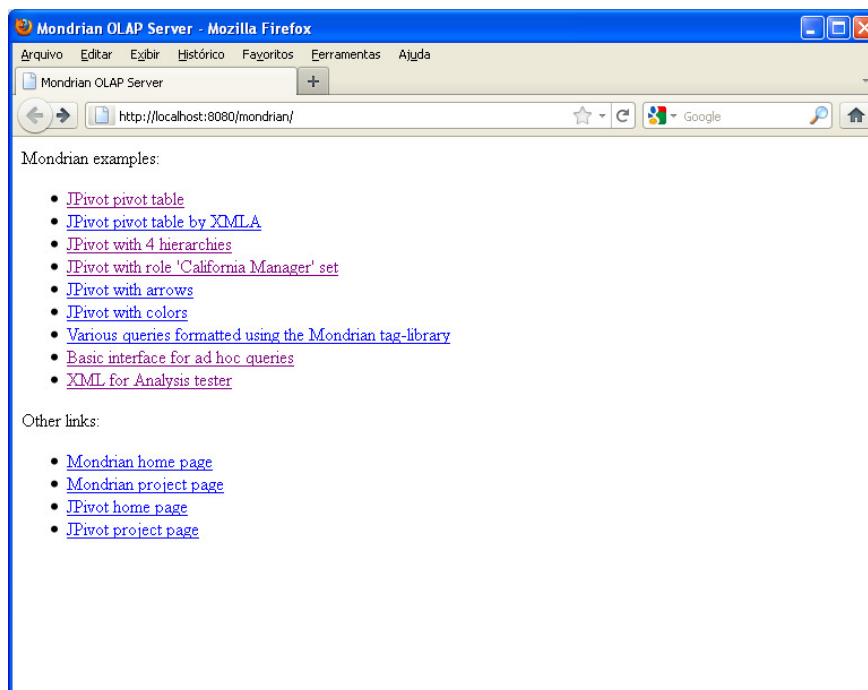 Mondrian OLAP Server - Mozilla Firefox
Arquivo Editar Exibir Histórico Favoritos Ferramentas Ajuda
Mondrian OLAP Server
http://localhost:8080/mondrian/ Google
Mondrian examples:
JPivot pivot table
JPivot pivot table by XMLA
JPivot with 4 hierarchies
JPivot with role 'California Manager' set
JPivot with arrows
JPivot with colors
Various queries formatted using the Mondrian tag-library
Basic interface for ad hoc queries
XML for Analysis tester
Other links:
Mondrian home page
Mondrian project page
JPivot home page
JPivot project page